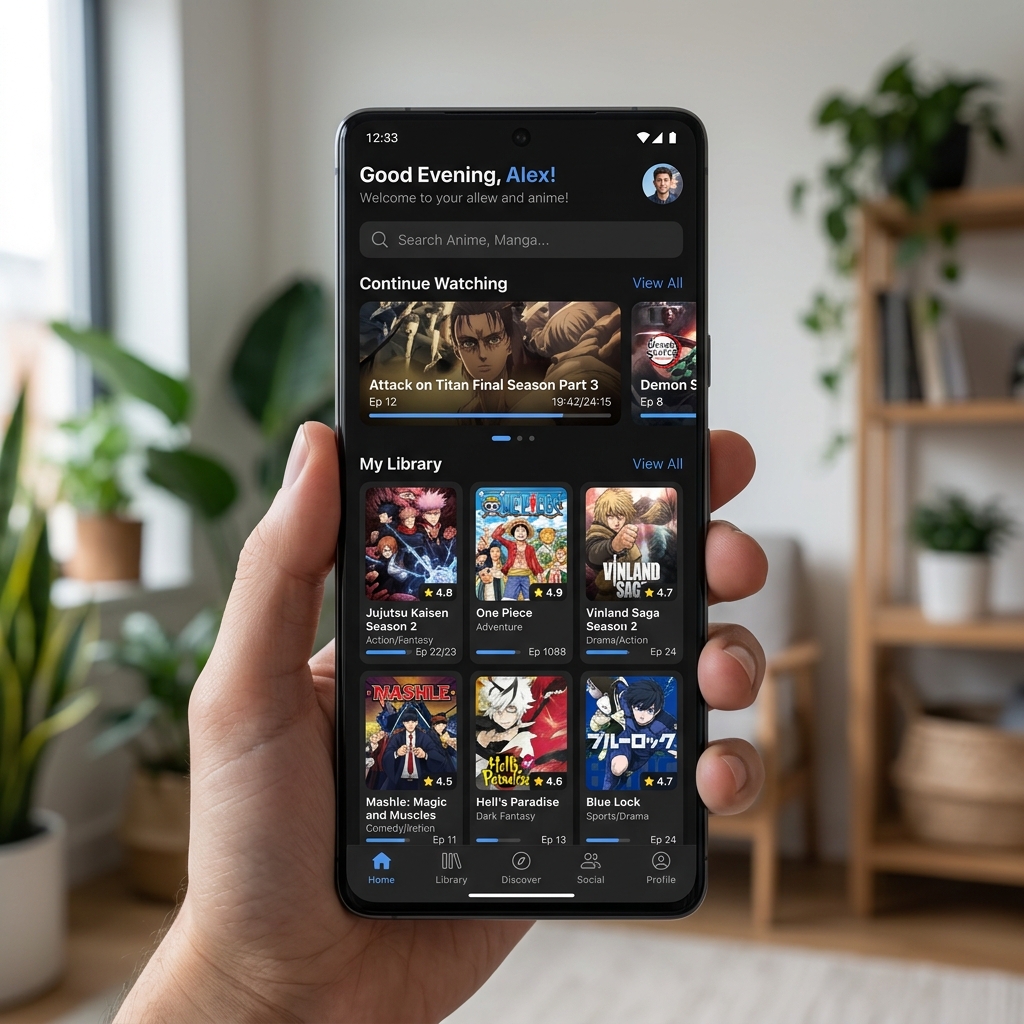 12:33
Good Evening, Alex!
Welcome to your allew and anime!
Search Anime, Manga...
Continue Watching
View All
Attack on Titan Final Season Part 3
Ep 12
19:42/24:15
Demon S
Ep 8
My Library
View All
4.8
Jujutsu Kaisen
Season 2
Action/Fantasy
Ep 22/23
ONE PIECE
4.9
One Piece
Adventure
Ep 1088
VINLAND
SAG
4.7
Vinland Saga
Season 2
Drama/Action
Ep 24
MASHLE
4.5
Mashle: Magic
and Muscles
Ep 11
Hell's
4.6
Hell's Paradise
Dark Fantasy
Ep 13
ブルーロック
4.7
Blue Lock
Sports/Drama
Ep 24
Home
Library
Discover
Social
Profile